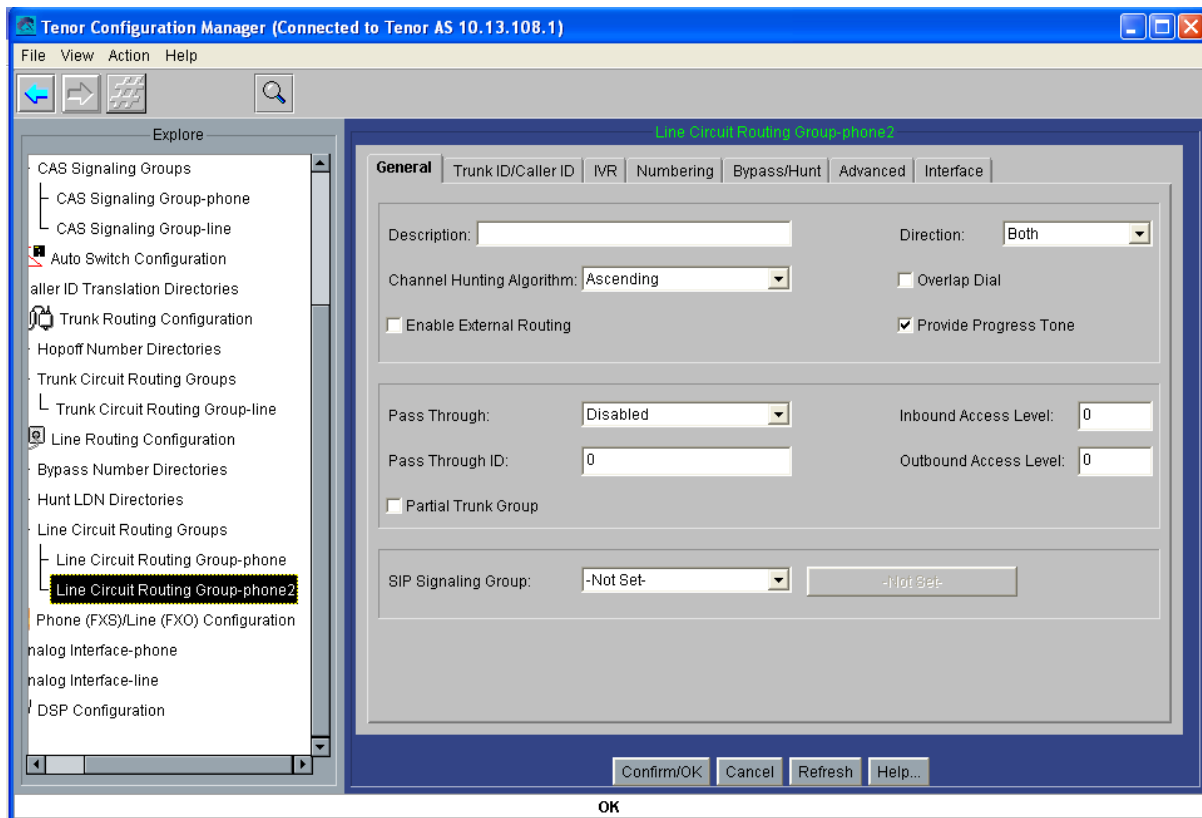 Tenor Configuration Manager (Connected to Tenor AS 10.13.108.1)
File View Action Help
Explore
CAS Signaling Groups
CAS Signaling Group-phone
CAS Signaling Group-line
Auto Switch Configuration
aller ID Translation Directories
Trunk Routing Configuration
Hopoff Number Directories
Trunk Circuit Routing Groups
Trunk Circuit Routing Group-line
Line Routing Configuration
Bypass Number Directories
Hunt LDN Directories
Line Circuit Routing Groups
Line Circuit Routing Group-phone
Line Circuit Routing Group-phone2
Phone (FXS)/Line (FXO) Configuration
nalog Interface-phone
nalog Interface-line
DSP Configuration
Line Circuit Routing Group-phone2
General Trunk ID/Caller ID IVR Numbering Bypass/Hunt Advanced Interface
Description: Direction: Both
Channel Hunting Algorithm: Ascending Overlap Dial
Enable External Routing Provide Progress Tone
Pass Through: Disabled Inbound Access Level: 0
Pass Through ID: 0 Outbound Access Level: 0
Partial Trunk Group
SIP Signaling Group: -Not Set- -Not Set-
Confirm/OK Cancel Refresh Help...
OK